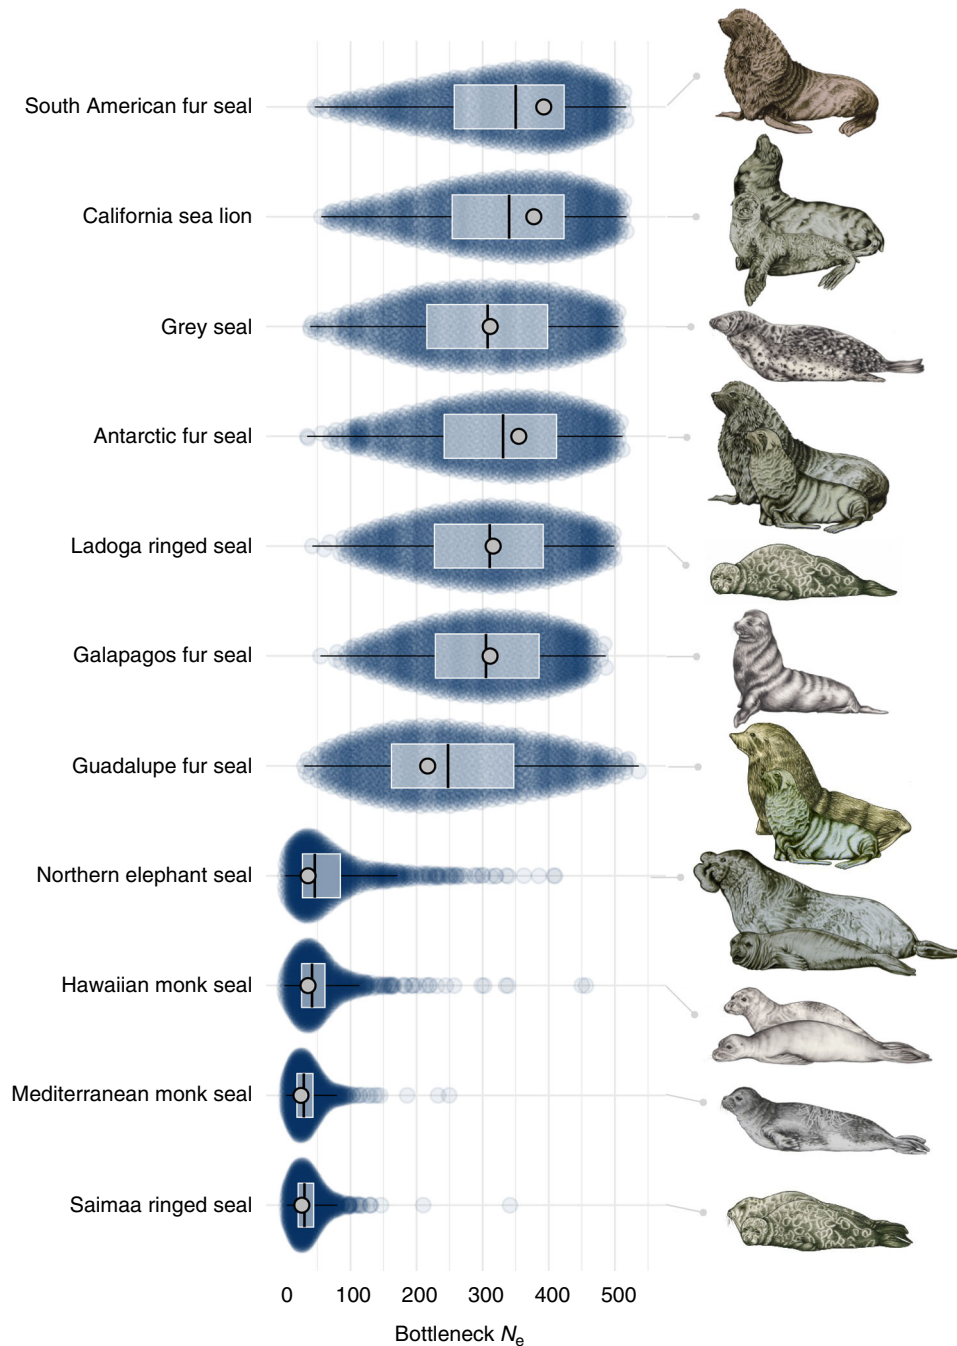 South American fur seal
California sea lion
Grey seal
Antarctic fur seal
Ladoga ringed seal
Galapagos fur seal
Guadalupe fur seal
Northern elephant seal
Hawaiian monk seal
Mediterranean monk seal
Saimaa ringed seal
0 100 200 300 400 500
Bottleneck Ne